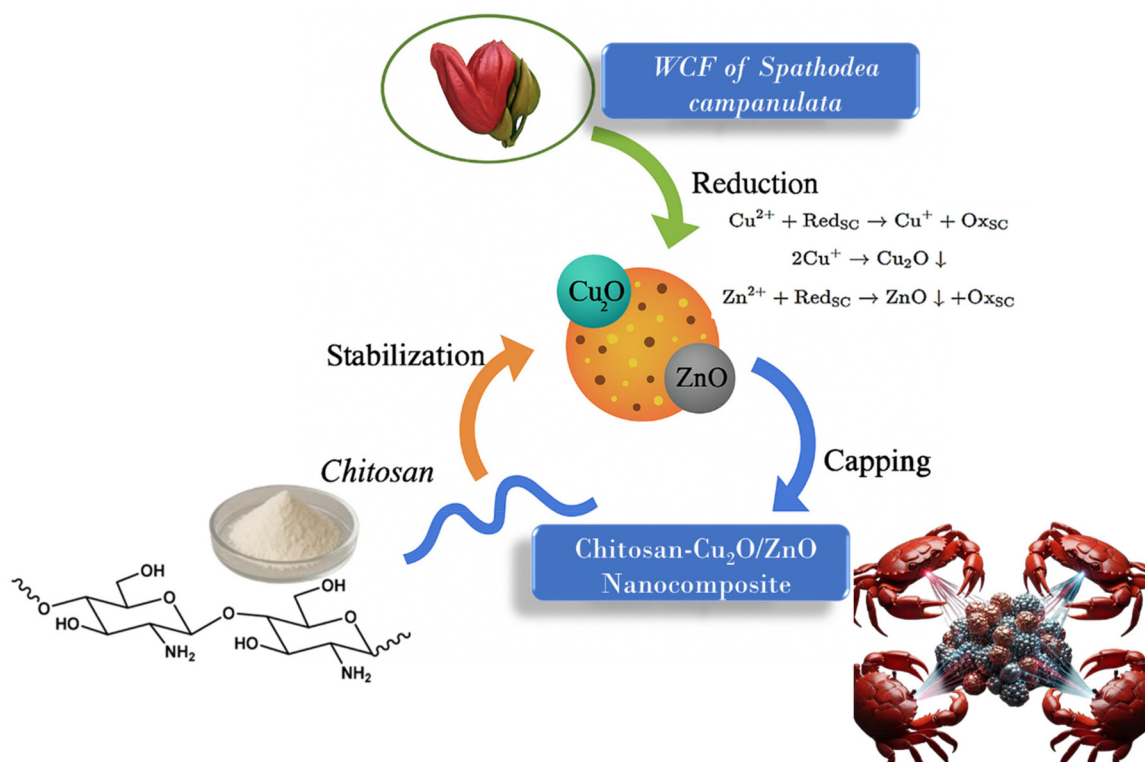 WCF of Spathodea
campanulata
Reduction
Cu²⁺ + Red_SC → Cu⁺ + Ox_SC
2Cu⁺ → Cu₂O ↓
Zn²⁺ + Red_SC → ZnO ↓ +Ox_SC
Cu₂O
Stabilization
ZnO
Capping
Chitosan
Chitosan-Cu₂O/ZnO
Nanocomposite
OH
OH
O
O
O
O
HO
HO
NH₂
NH₂